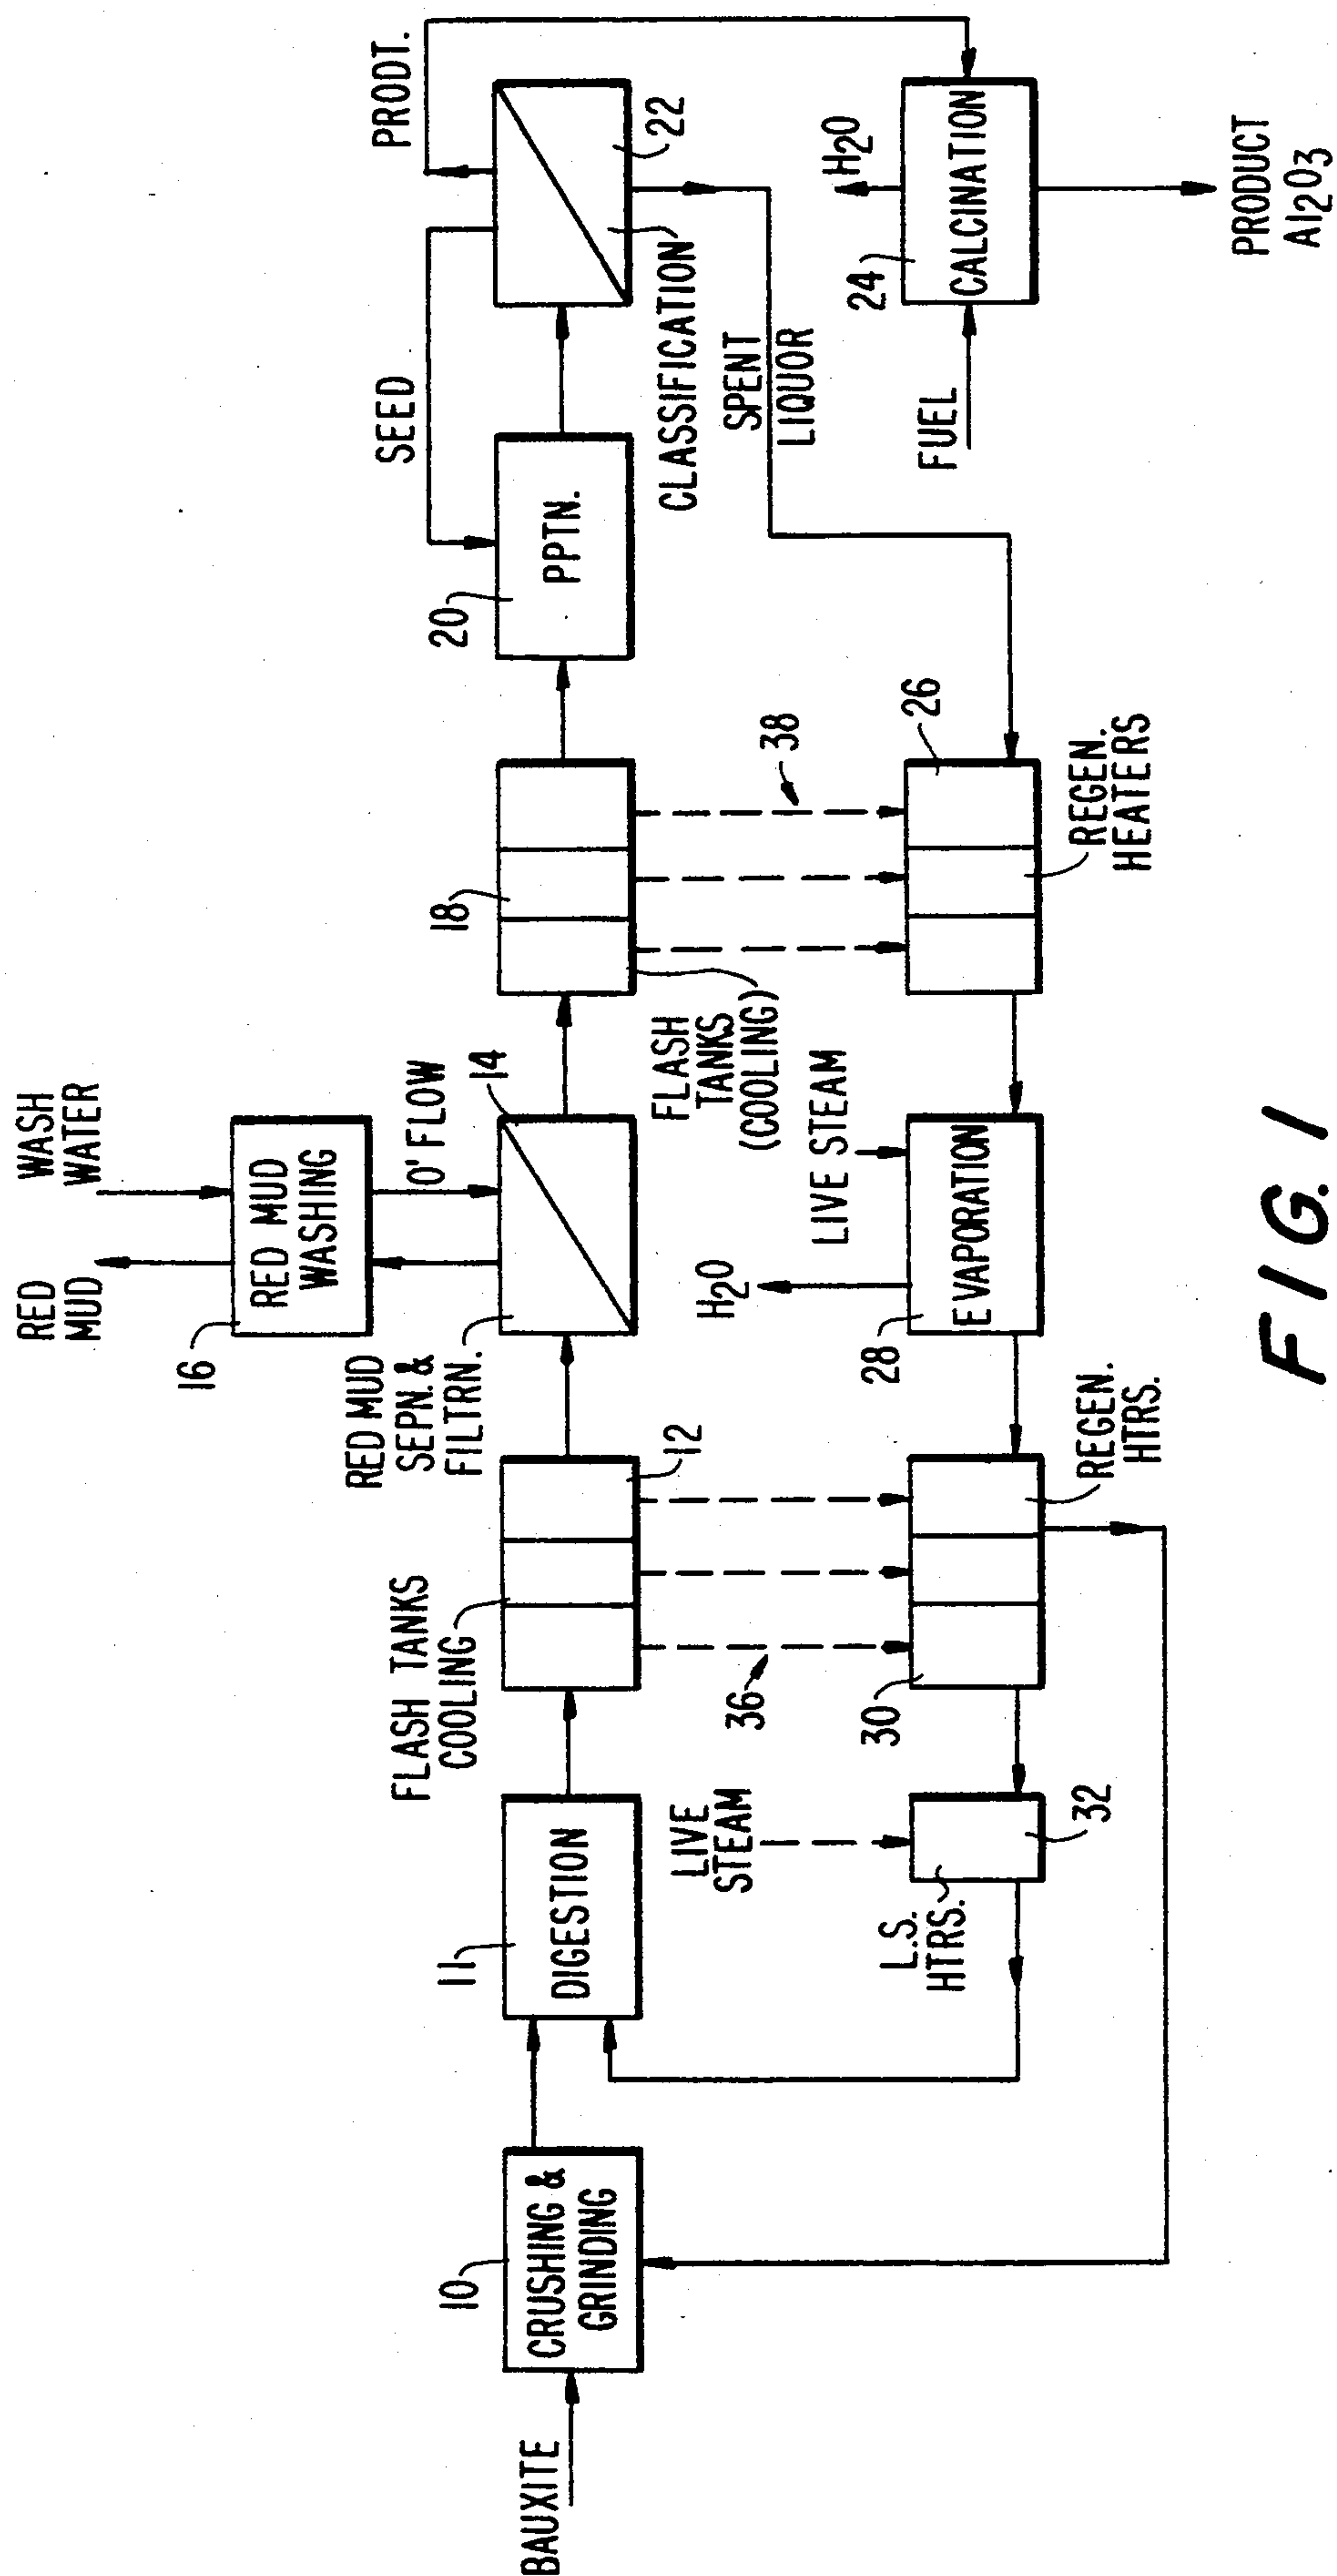 RED
MUD
WASH
WATER
16
RED MUD
WASHING
O'FLOW
RED MUD
SEPN. &
FILTRN.
14
FLASH TANKS
COOLING
12
SEED
PRODT.
10
CRUSHING &
GRINDING
BAUXITE
11
DIGESTION
18
20
PPTN.
22
CLASSIFICATION
FLASH
TANKS
(COOLING)
SPENT
LIQUOR
LIVE
STEAM
36
38
H2O
LIVE STEAM
L.S.
HTRS.
32
30
REGEN.
HTRS.
28
EVAPORATION
26
REGEN.
HEATERS
FUEL
24
CALCINATION
H2O
PRODUCT
Al2O3
FIG. 1